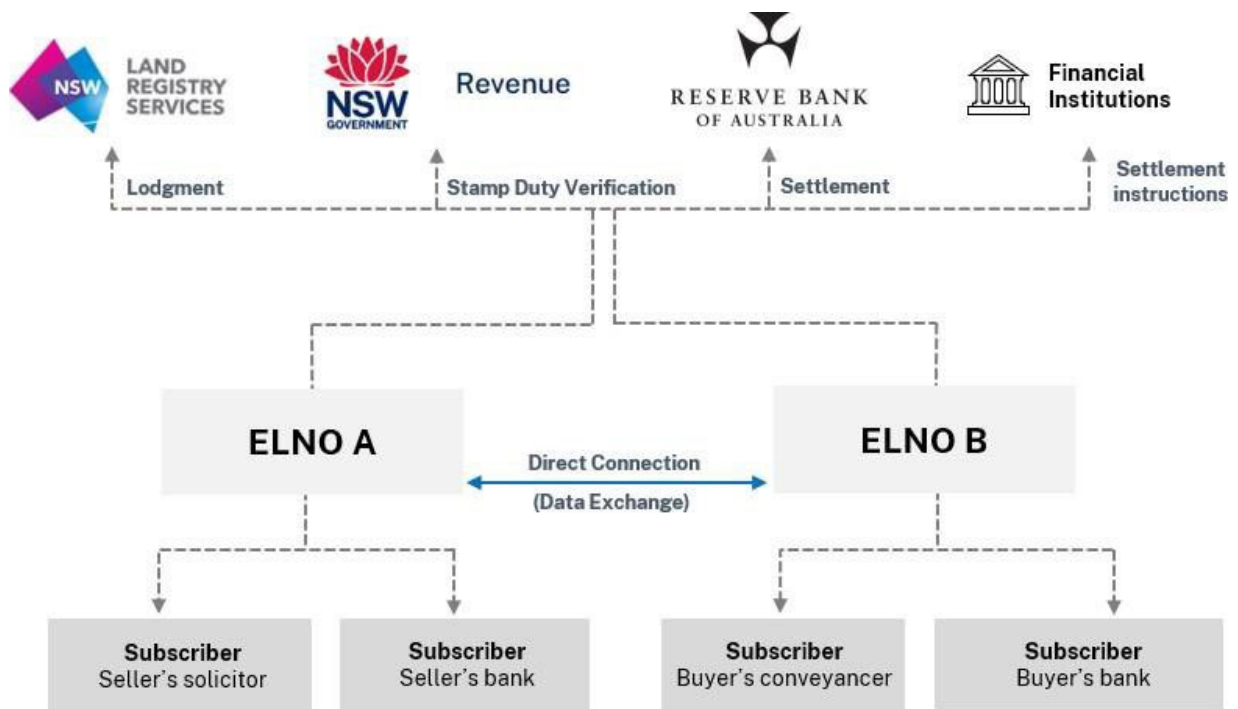 NSW
LAND
REGISTRY
SERVICES
NSW
GOVERNMENT
Revenue
RESERVE BANK
OF AUSTRALIA
Financial
Institutions
Lodgment
Stamp Duty Verification
Settlement
Settlement
instructions
ELNO A
ELNO B
Direct Connection
(Data Exchange)
Subscriber
Seller's solicitor
Subscriber
Seller's bank
Subscriber
Buyer's conveyancer
Subscriber
Buyer's bank